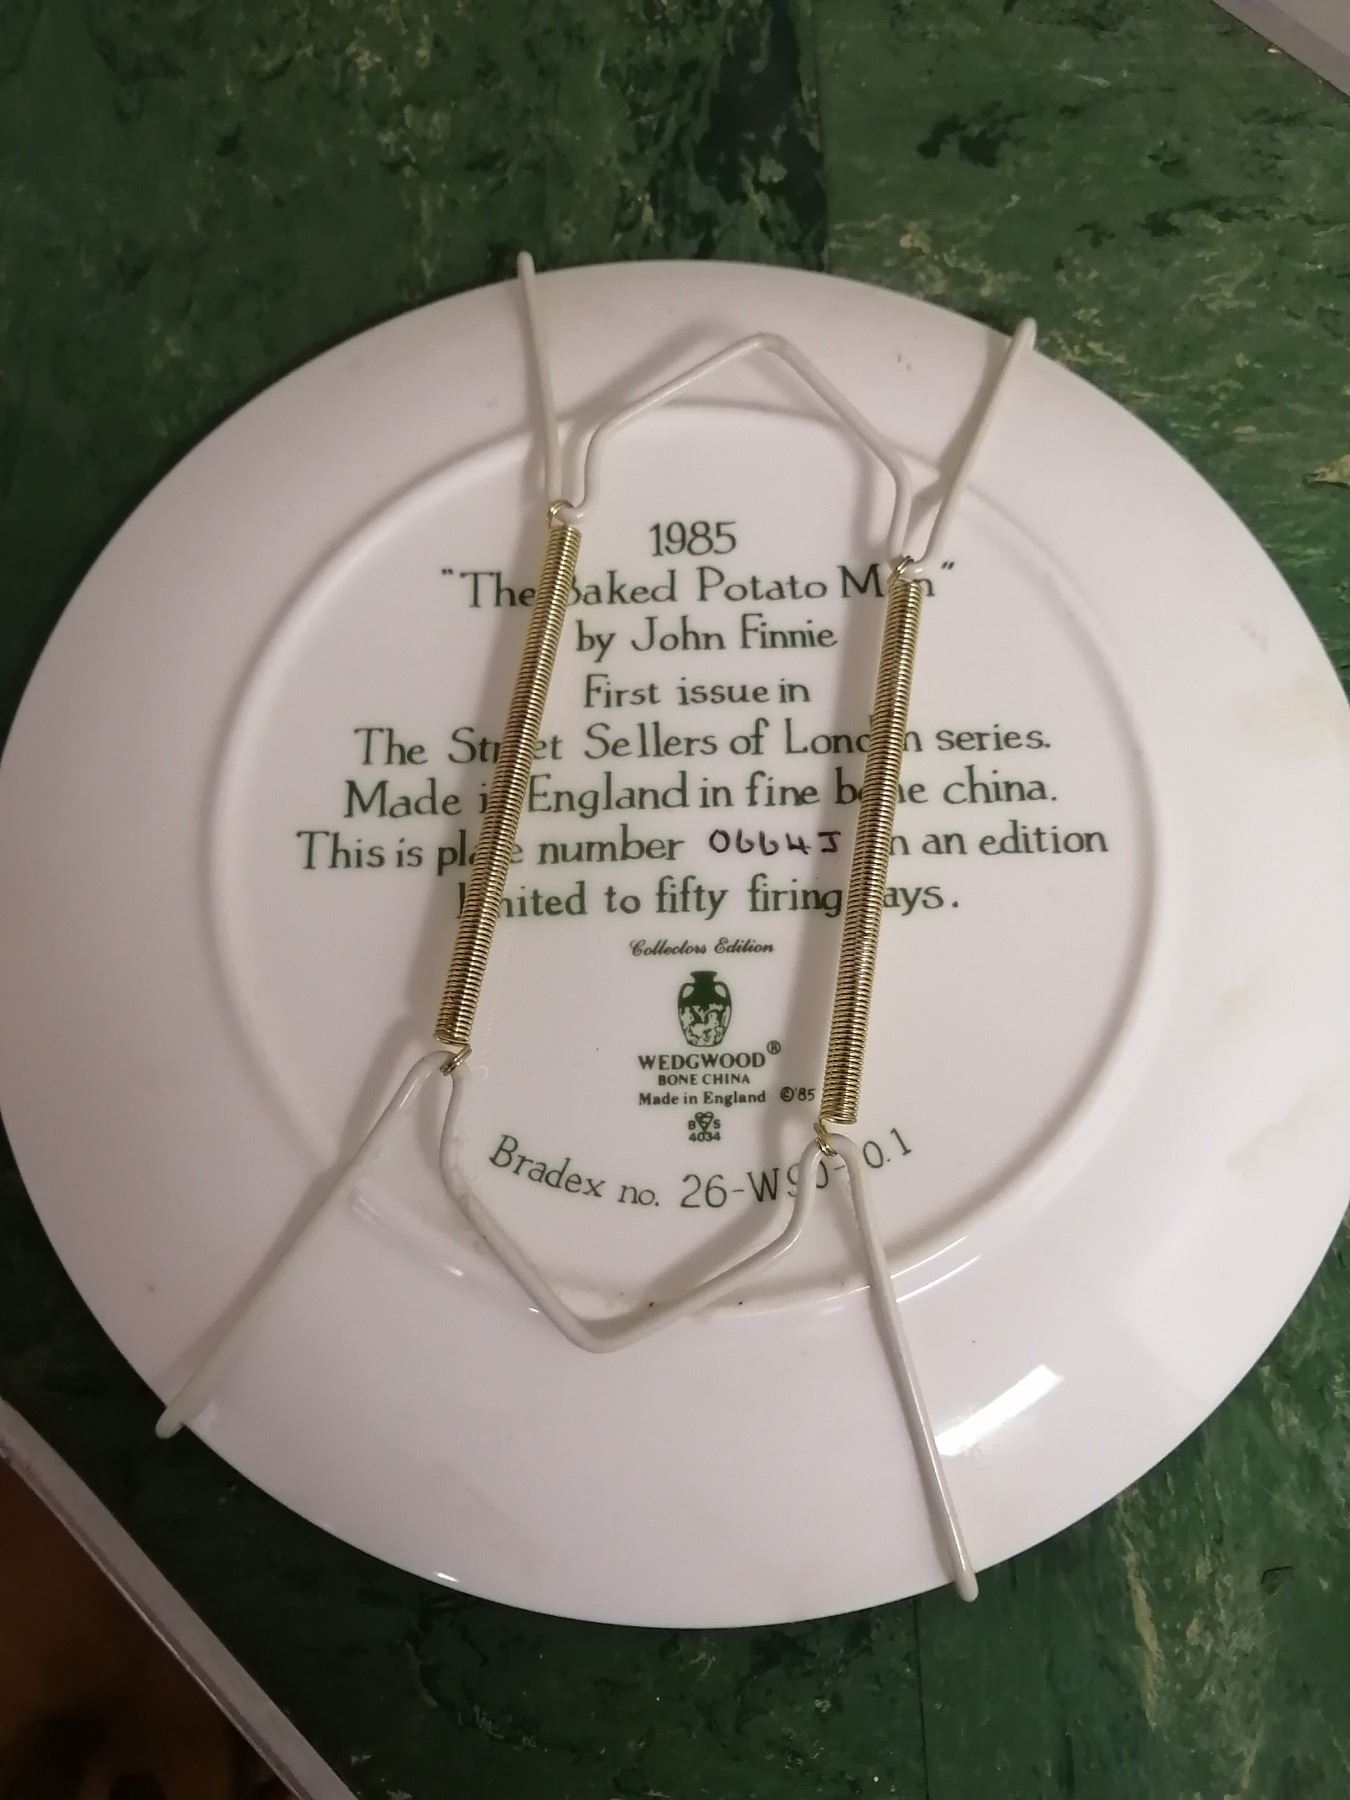 1985
"The Baked Potato Man"
by John Finnie
First issue in
The Street Sellers of London series.
Made in England in fine bone china.
This is plate number 0664J in an edition
limited to fifty firing days.
Collectors Edition
WEDGWOOD®
BONE CHINA
Made in England ©'85
BS
4034
Bradex no. 26-W90-0.1